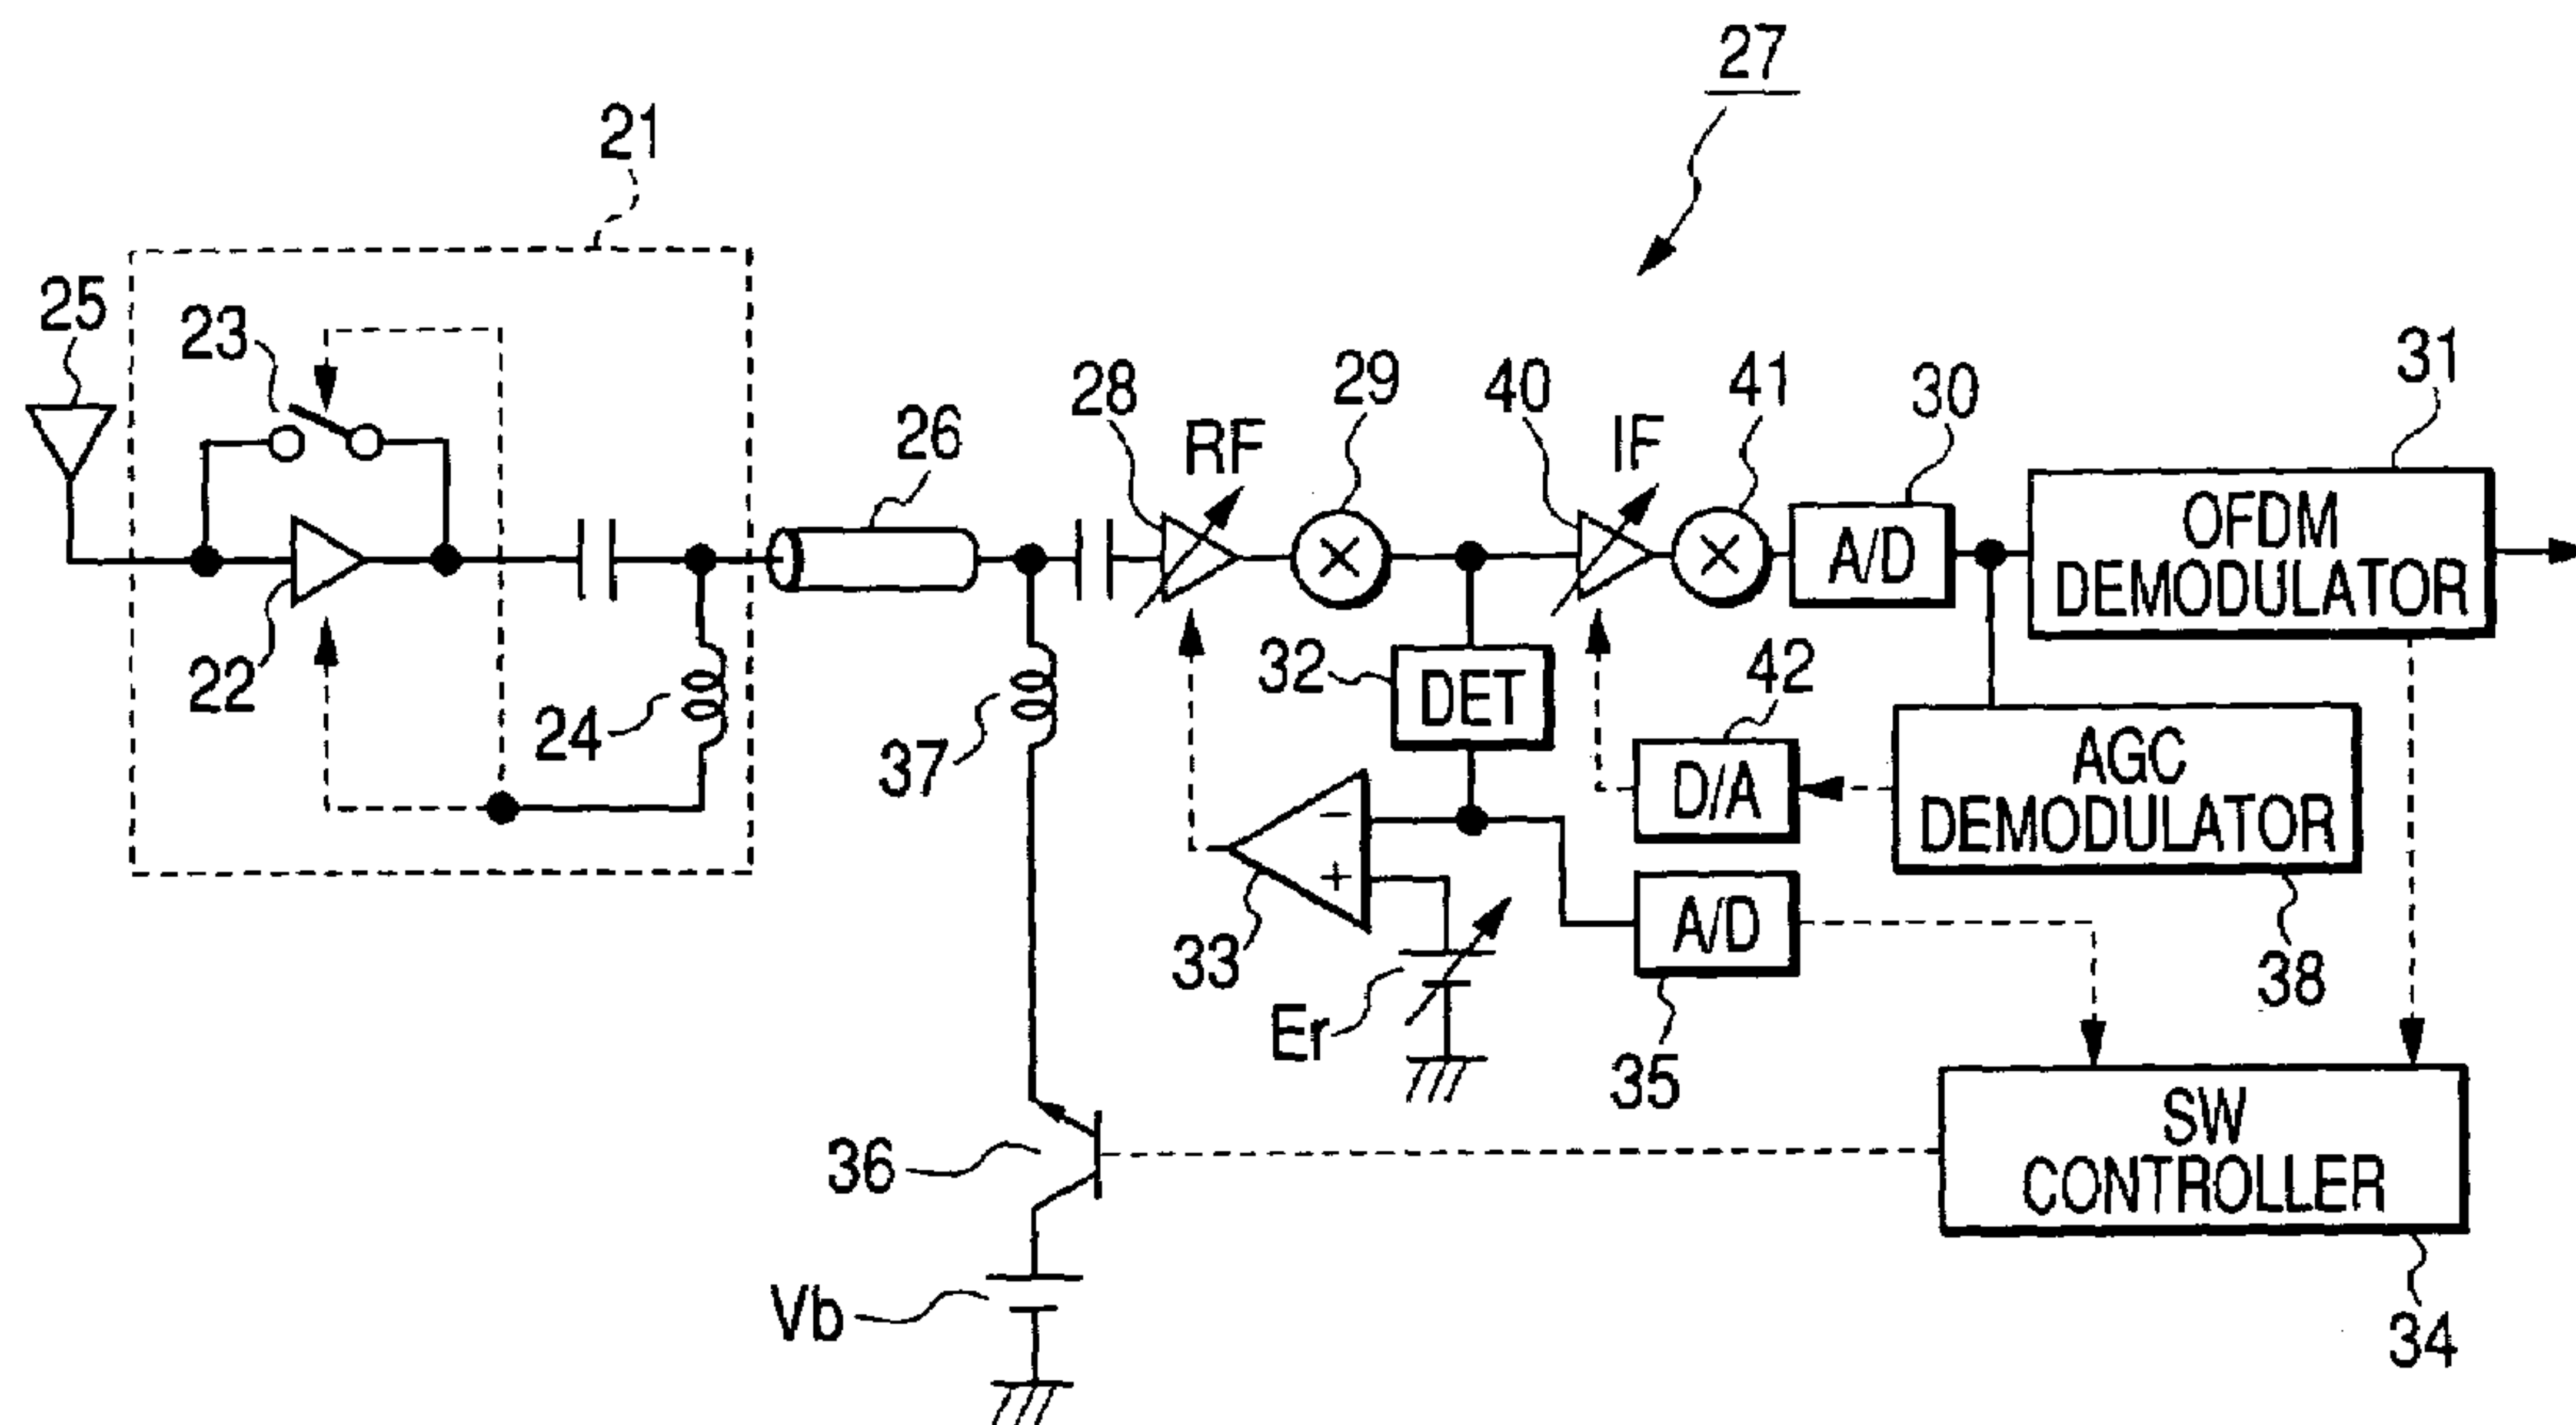 27
21
25
23
22
24
26
28
RF
29
40
IF
41
30
A/D
31
OFDM
DEMODULATOR
37
32
DET
42
D/A
AGC
DEMODULATOR
38
−
+
33
Er
A/D
35
36
SW
CONTROLLER
34
Vb